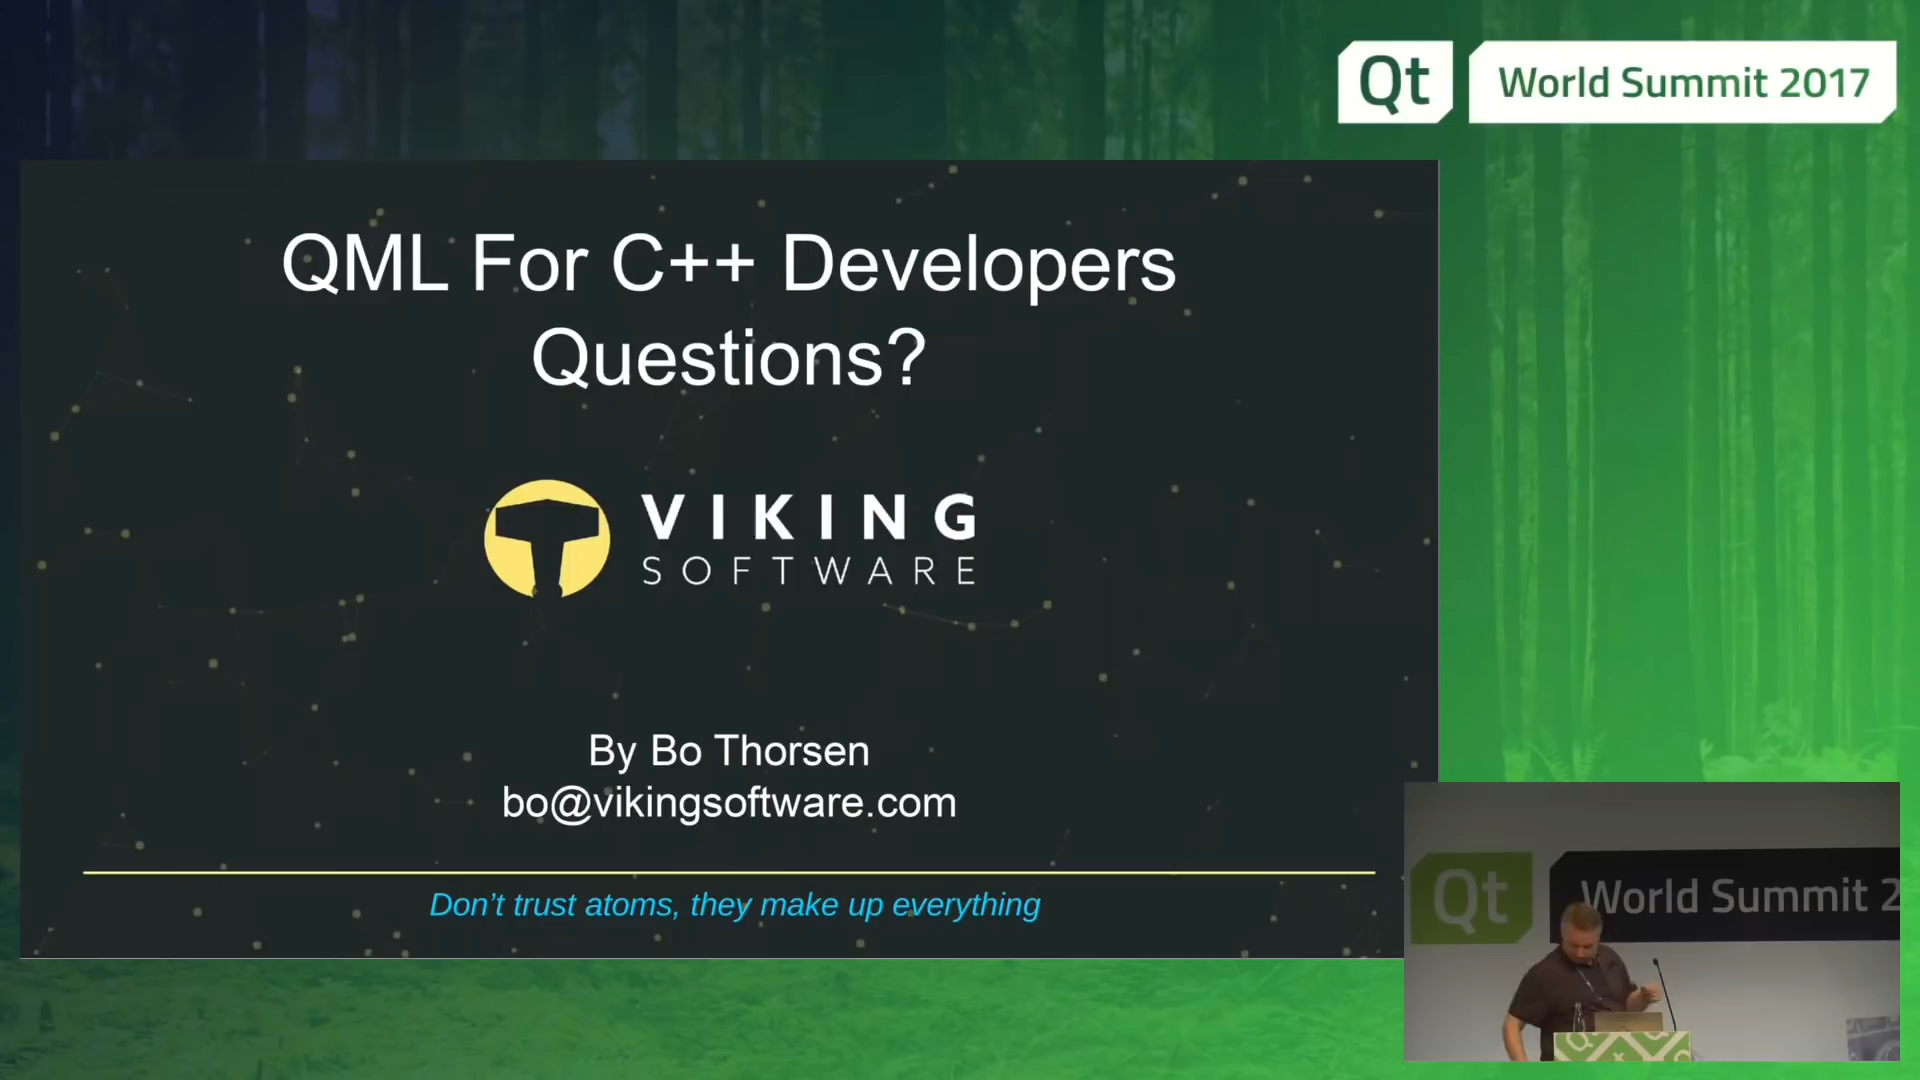 Qt World Summit 2017
QML For C++ Developers
Questions?
VIKING
SOFTWARE
By Bo Thorsen
bo@vikingsoftware.com
Don't trust atoms, they make up everything
Qt World Summit 2